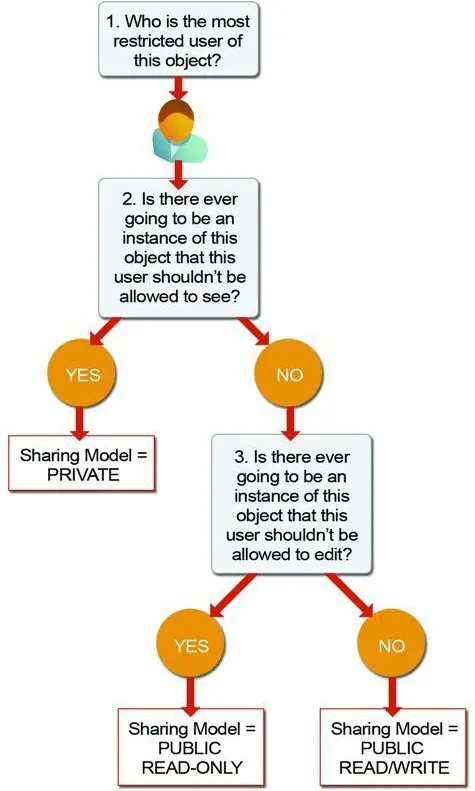 1. Who is the most
restricted user of
this object?
2. Is there ever
going to be an
instance of this
object that this
user shouldn't be
allowed to see?
YES
NO
Sharing Model =
PRIVATE
3. Is there ever
going to be an
instance of this
object that this
user shouldn't be
allowed to edit?
YES
NO
Sharing Model =
PUBLIC
READ-ONLY
Sharing Model =
PUBLIC
READ/WRITE